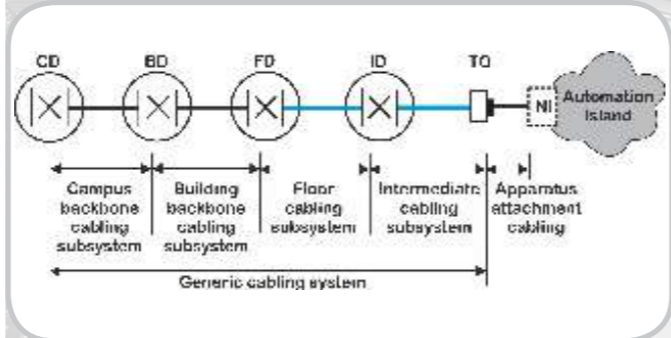 CD BD FD ID TO
NI Automation
Island
Campus Building Floor Intermediate Apparatus
backbone backbone cabling cabling attachment
cabling cabling subsystem subsystem cabling
subsystem subsystem
Generic cabling system